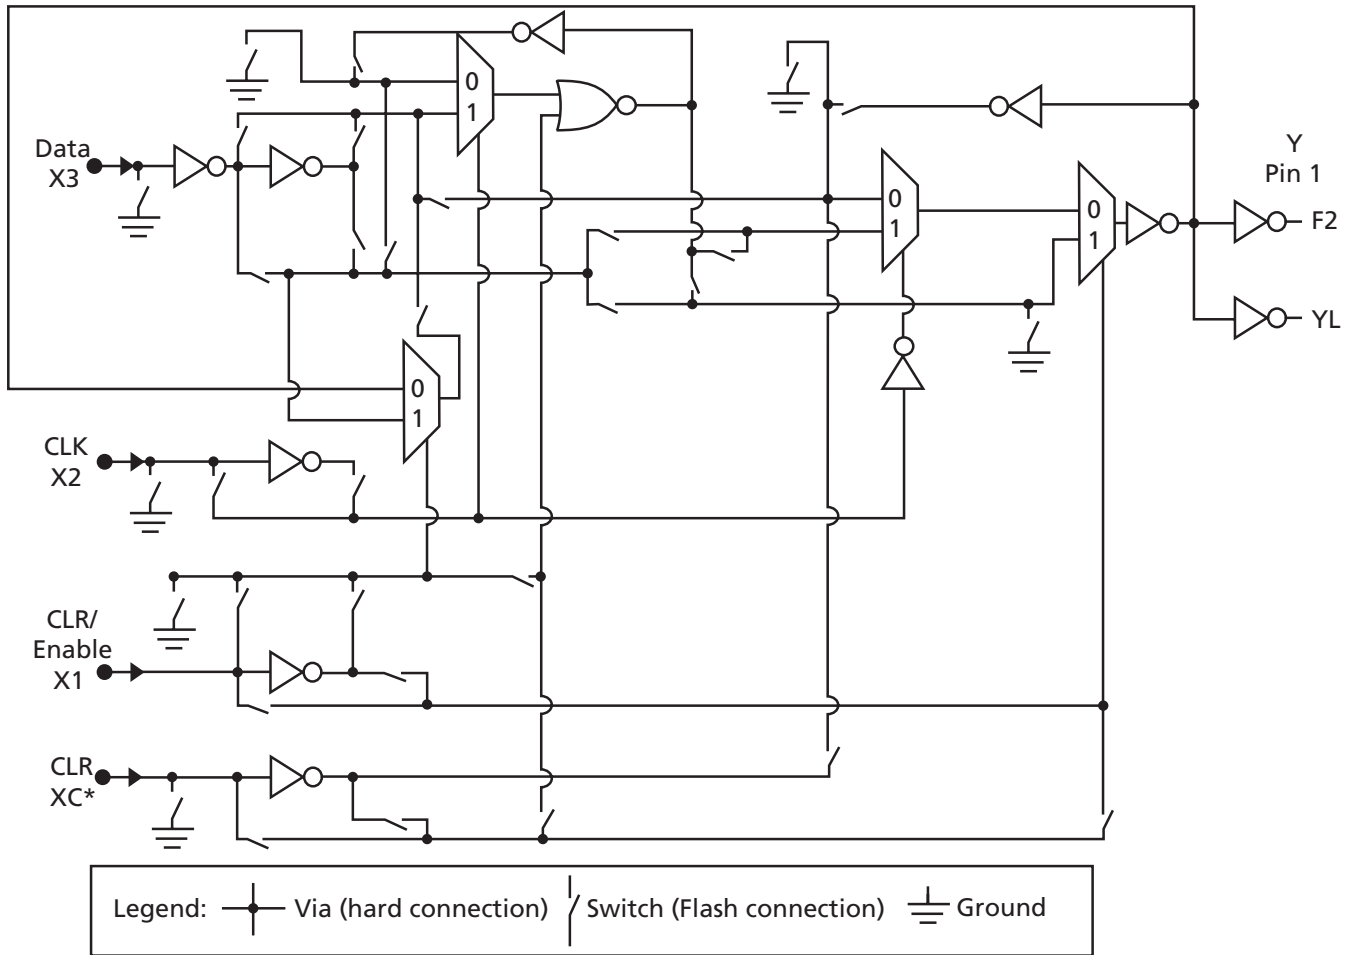 Data
X3
0
1
0
1
0
1
Y
Pin 1
F2
YL
0
1
CLK
X2
CLR/
Enable
X1
CLR
XC*
Legend: Via (hard connection) Switch (Flash connection) Ground